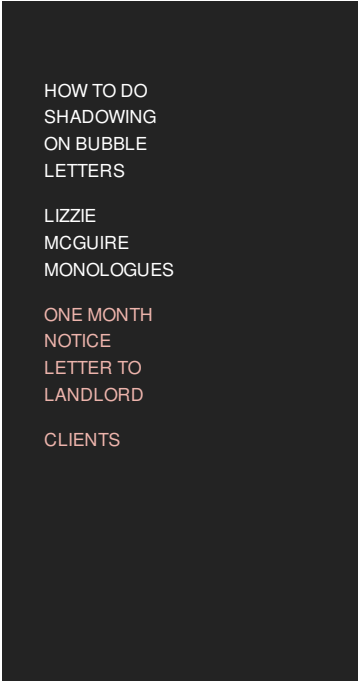 HOW TO DO
SHADOWING
ON BUBBLE
LETTERS
LIZZIE
MCGUIRE
MONOLOGUES
ONE MONTH
NOTICE
LETTER TO
LANDLORD
CLIENTS